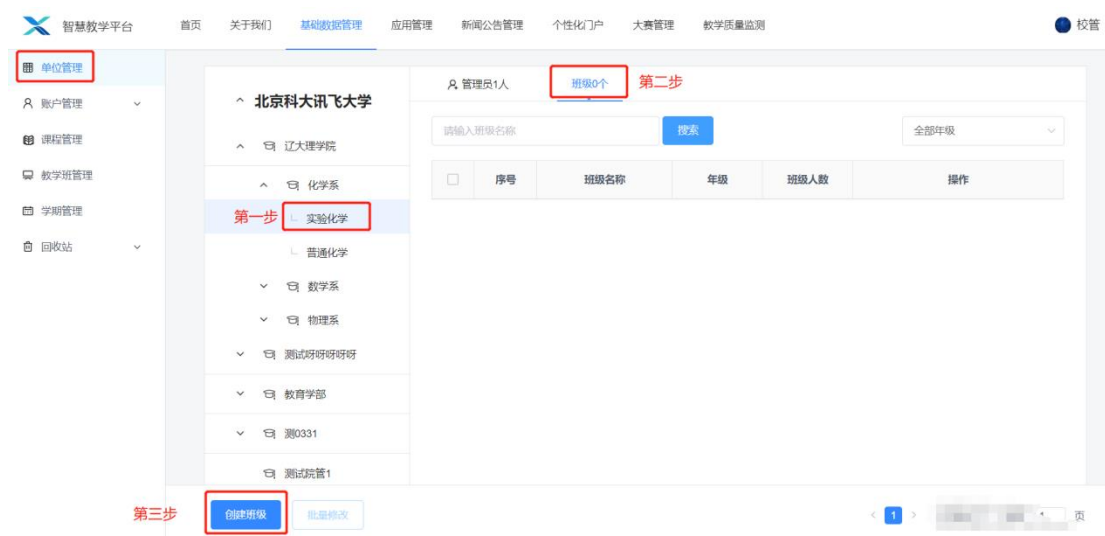 智慧教学平台 首页 关于我们 基础数据管理 应用管理 新闻公告管理 个性化门户 大赛管理 教学质量监测 校管
单位管理
账户管理
课程管理
教学班管理
学期管理
回收站
北京科大讯飞大学
辽大理学院
化学系
第一步 实验化学
普通化学
数学系
物理系
测试呀呀呀呀呀
教育学部
测0331
测试院管1
管理员1人 班级0个 第二步
请输入班级名称 搜索 全部年级
序号 班级名称 年级 班级人数 操作
第三步 创建班级 批量修改
1 页